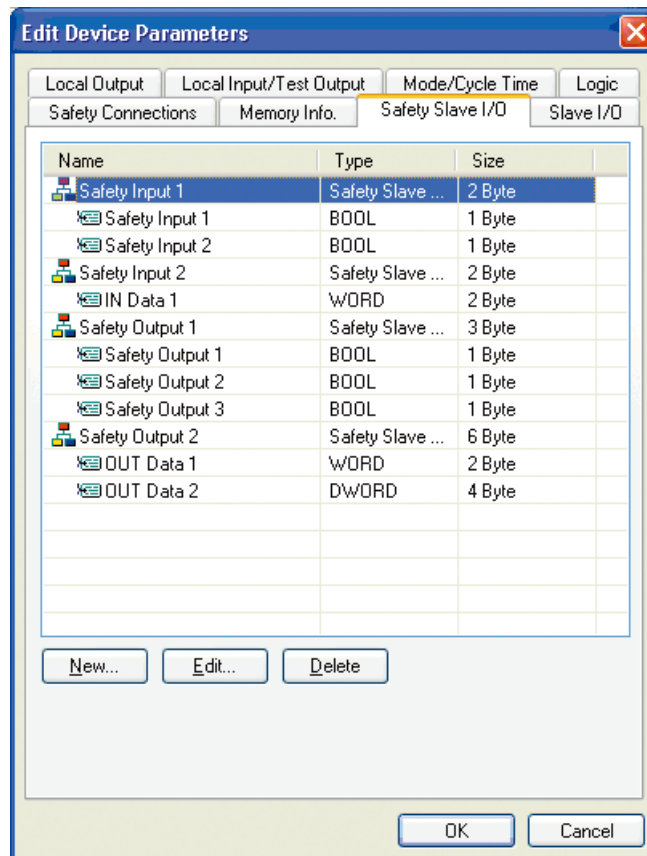 Edit Device Parameters
Local Output Local Input/Test Output Mode/Cycle Time Logic
Safety Connections Memory Info. Safety Slave I/O Slave I/O
Name Type Size
Safety Input 1 Safety Slave ... 2 Byte
Safety Input 1 BOOL 1 Byte
Safety Input 2 BOOL 1 Byte
Safety Input 2 Safety Slave ... 2 Byte
IN Data 1 WORD 2 Byte
Safety Output 1 Safety Slave ... 3 Byte
Safety Output 1 BOOL 1 Byte
Safety Output 2 BOOL 1 Byte
Safety Output 3 BOOL 1 Byte
Safety Output 2 Safety Slave ... 6 Byte
OUT Data 1 WORD 2 Byte
OUT Data 2 DWORD 4 Byte
New... Edit... Delete
OK Cancel